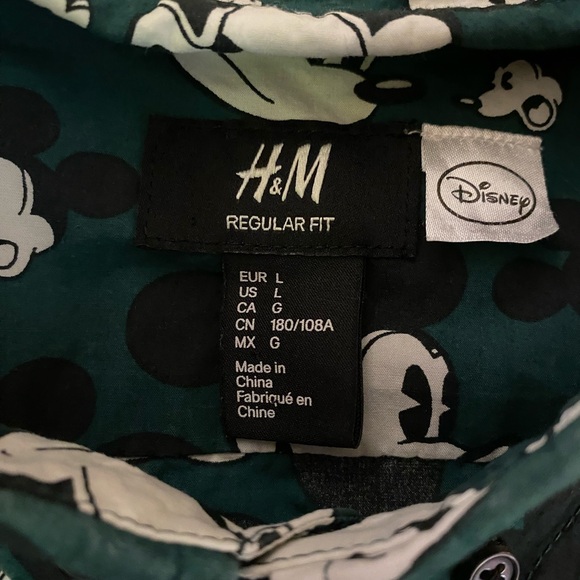 H&M
REGULAR FIT
Disney
EUR L
US L
CA G
CN 180/108A
MX G
Made in
China
Fabriqué en
Chine